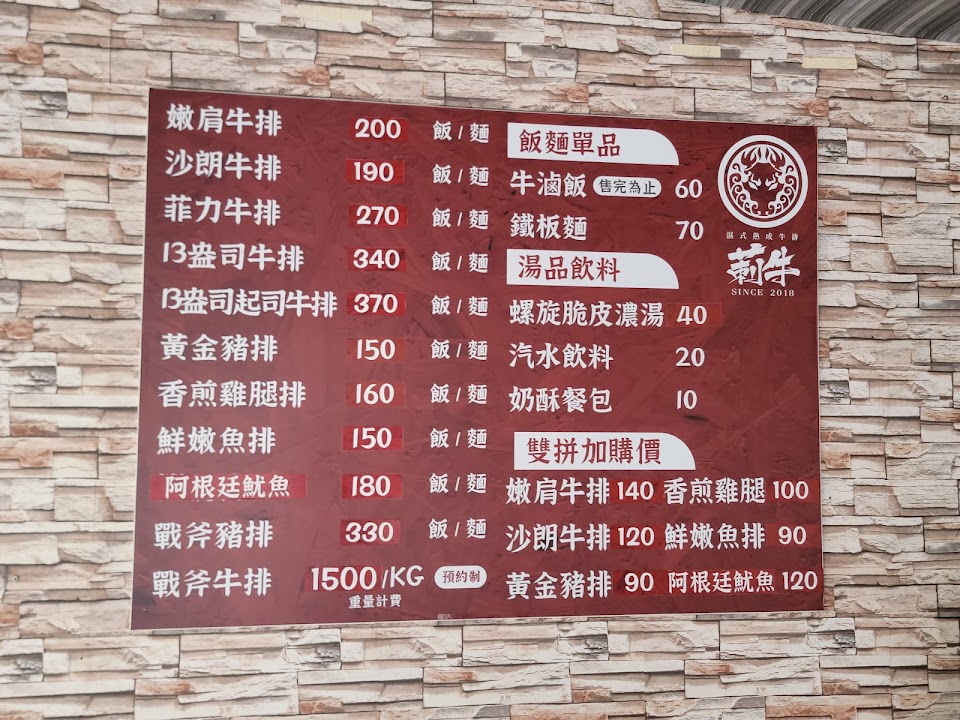 嫩肩牛排 200 飯 / 麵
沙朗牛排 190 飯 / 麵
菲力牛排 270 飯 / 麵
13盎司牛排 340 飯 / 麵
13盎司起司牛排 370 飯 / 麵
黃金豬排 150 飯 / 麵
香煎雞腿排 160 飯 / 麵
鮮嫩魚排 150 飯 / 麵
阿根廷魷魚 180 飯 / 麵
戰斧豬排 330 飯 / 麵
戰斧牛排 1500/KG 預約制
重量計費
飯麵單品
牛滷飯 售完為止 60
鐵板麵 70
湯品飲料
螺旋脆皮濃湯 40
汽水飲料 20
奶酥餐包 10
雙拼加購價
嫩肩牛排 140 香煎雞腿 100
沙朗牛排 120 鮮嫩魚排 90
黃金豬排 90 阿根廷魷魚 120
濕式熟成牛排
莿牛
SINCE 2018